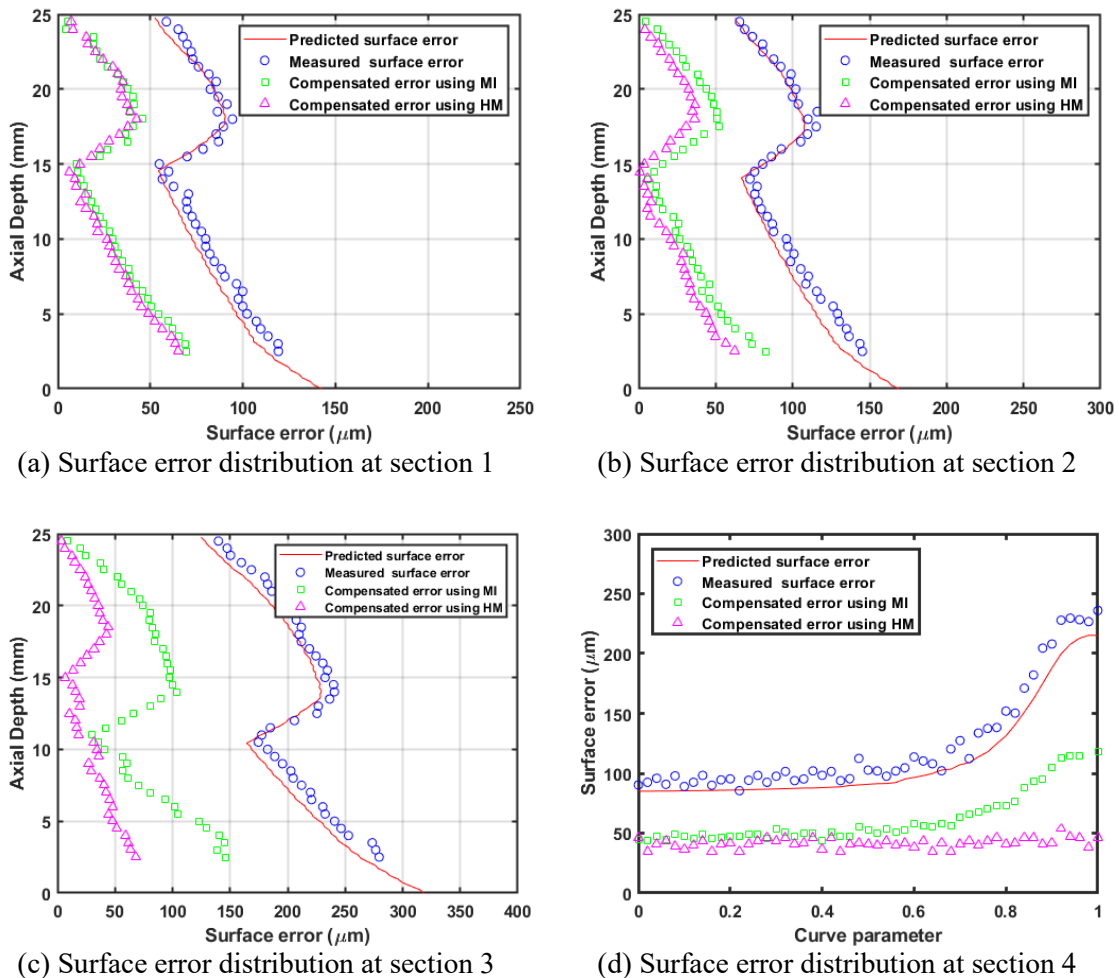 25
20
15
10
5
0
Axial Depth (mm)
Predicted surface error
Measured surface error
Compensated error using MI
Compensated error using HM
0 50 100 150 200 250
Surface error (μm)
(a) Surface error distribution at section 1
25
20
15
10
5
0
Axial Depth (mm)
Predicted surface error
Measured surface error
Compensated error using MI
Compensated error using HM
0 50 100 150 200 250 300
Surface error (μm)
(b) Surface error distribution at section 2
25
20
15
10
5
0
Axial Depth (mm)
Predicted surface error
Measured surface error
Compensated error using MI
Compensated error using HM
0 50 100 150 200 250 300 350 400
Surface error (μm)
(c) Surface error distribution at section 3
300
250
200
150
100
50
0
Surface error (μm)
Predicted surface error
Measured surface error
Compensated error using MI
Compensated error using HM
0 0.2 0.4 0.6 0.8 1
Curve parameter
(d) Surface error distribution at section 4